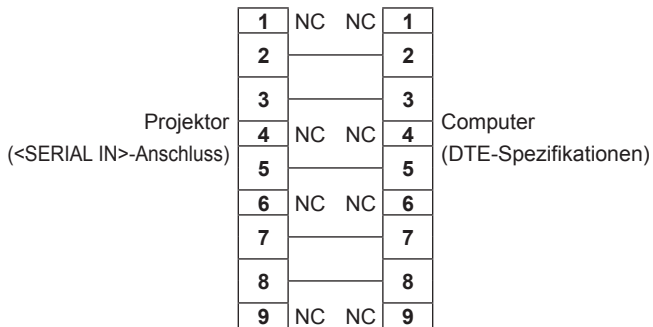 1 NC NC 1
2 2
3 3
Projektor
(<SERIAL IN>-Anschluss)
4 NC NC 4
Computer
(DTE-Spezifikationen)
5 5
6 NC NC 6
7 7
8 8
9 NC NC 9